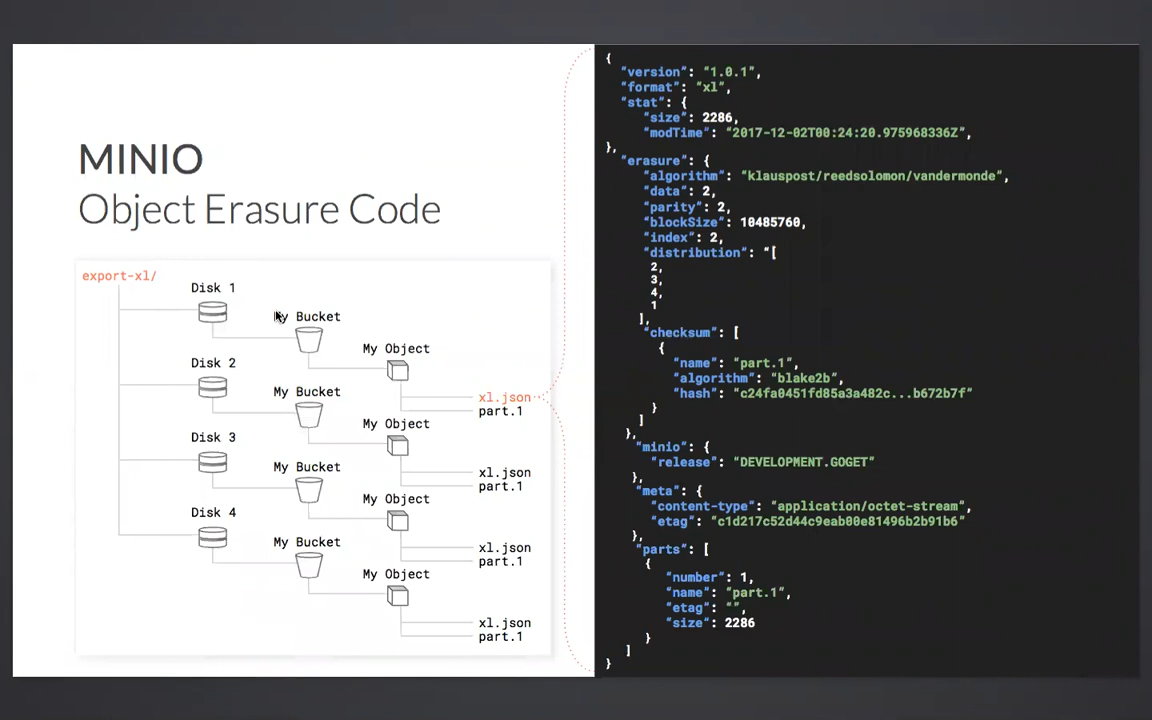 MINIO
Object Erasure Code
export-xl/
Disk 1
My Bucket
My Object
xl.json
part.1
Disk 2
My Bucket
My Object
xl.json
part.1
Disk 3
My Bucket
My Object
xl.json
part.1
Disk 4
My Bucket
My Object
xl.json
part.1
{
"version": "1.0.1",
"format": "xl",
"stat": {
"size": 2286,
"modTime": "2017-12-02T00:24:20.975968336Z",
},
"erasure": {
"algorithm": "klauspost/reedsolomon/vandermonde",
"data": 2,
"parity": 2,
"blockSize": 10485760,
"index": 2,
"distribution": "[
2,
3,
4,
1
],
"checksum": [
{
"name": "part.1",
"algorithm": "blake2b",
"hash": "c24fa0451fd85a3a482c...b672b7f"
}
]
},
"minio": {
"release": "DEVELOPMENT.GOGET"
},
"meta": {
"content-type": "application/octet-stream",
"etag": "c1d217c52d44c9eab00e81496b2b91b6"
},
"parts": [
{
"number": 1,
"name": "part.1",
"etag": "",
"size": 2286
}
]
}